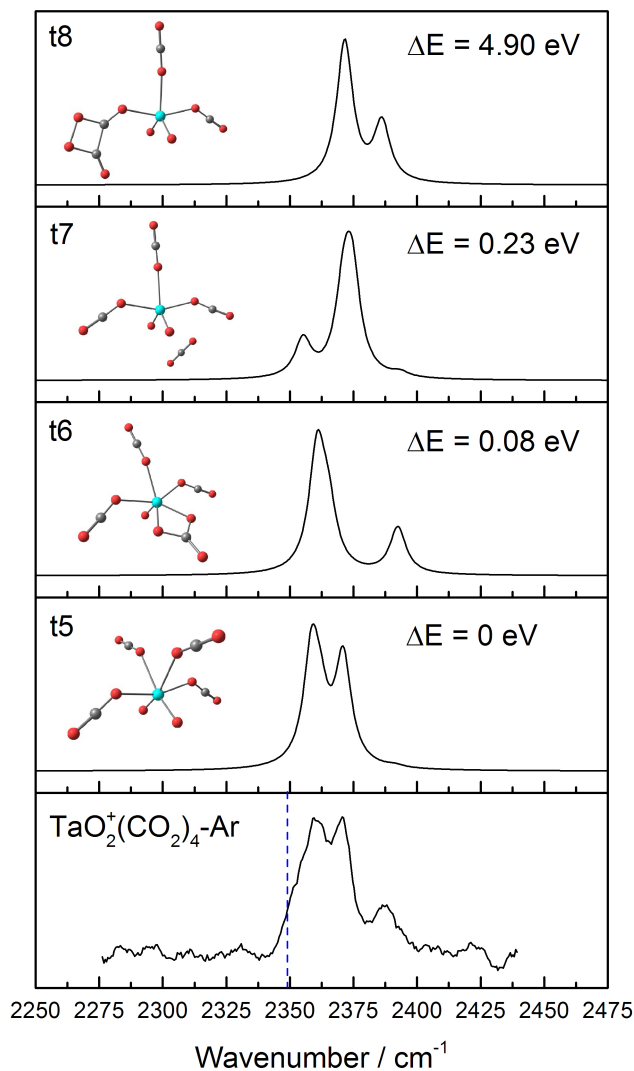 t8 ΔE = 4.90 eV
t7 ΔE = 0.23 eV
t6 ΔE = 0.08 eV
t5 ΔE = 0 eV
TaO₂⁺(CO₂)₄-Ar
2250 2275 2300 2325 2350 2375 2400 2425 2450 2475
Wavenumber / cm⁻¹